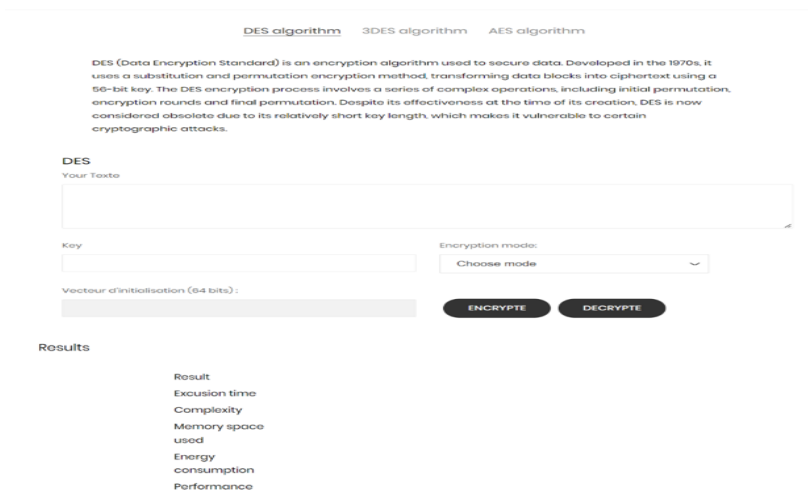 DES algorithm 3DES algorithm AES algorithm
DES (Data Encryption Standard) is an encryption algorithm used to secure data. Developed in the 1970s, it
uses a substitution and permutation encryption method, transforming data blocks into ciphertext using a
56-bit key. The DES encryption process involves a series of complex operations, including initial permutation,
encryption rounds and final permutation. Despite its effectiveness at the time of its creation, DES is now
considered obsolete due to its relatively short key length, which makes it vulnerable to certain
cryptographic attacks.
DES
Your Texte
Key Encryption mode:
Choose mode
Vecteur d'initialisation (64 bits) :
ENCRYPTE DECRYPTE
Results
Result
Excusion time
Complexity
Memory space
used
Energy
consumption
Performance